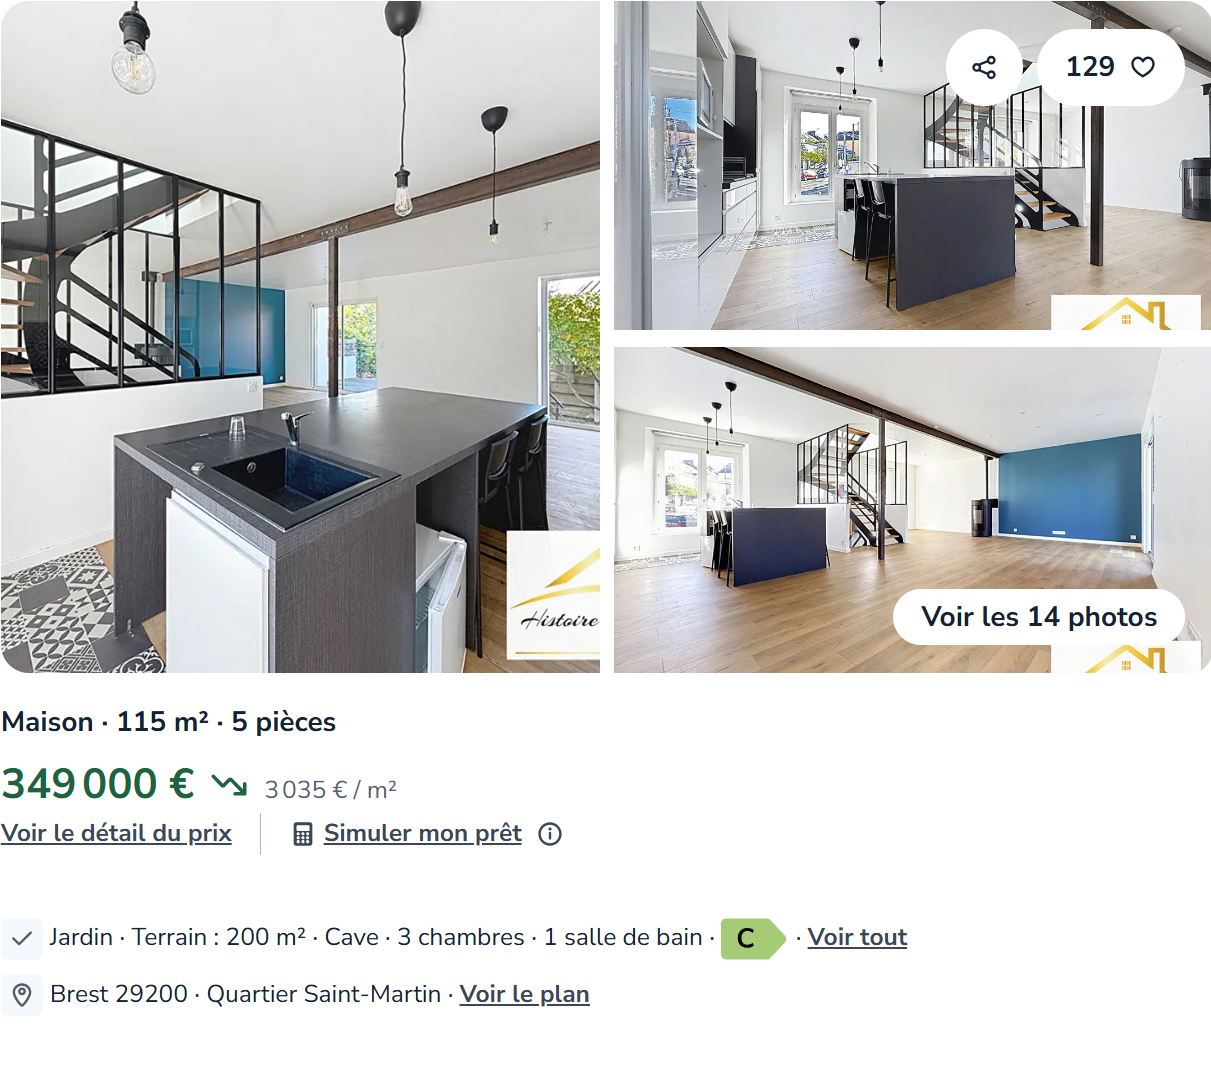 129
Histoire
Voir les 14 photos
Maison · 115 m² · 5 pièces
349 000 € 3 035 € / m²
Voir le détail du prix Simuler mon prêt
Jardin · Terrain : 200 m² · Cave · 3 chambres · 1 salle de bain · C · Voir tout
Brest 29200 · Quartier Saint-Martin · Voir le plan